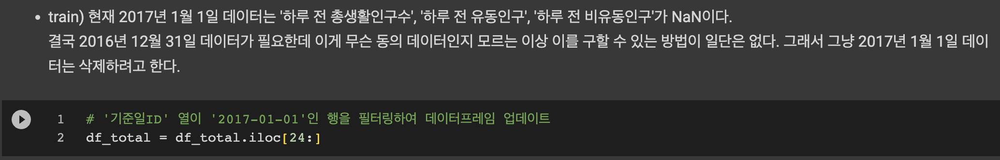 • train) 현재 2017년 1월 1일 데이터는 '하루 전 총생활인구수', '하루 전 유동인구', '하루 전 비유동인구'가 NaN이다.
결국 2016년 12월 31일 데이터가 필요한데 이게 무슨 동의 데이터인지 모르는 이상 이를 구할 수 있는 방법이 일단은 없다. 그래서 그냥 2017년 1월 1일 데이
터는 삭제하려고 한다.
1 # '기준일ID' 열이 '2017-01-01'인 행을 필터링하여 데이터프레임 업데이트
2 df_total = df_total.iloc[24:]